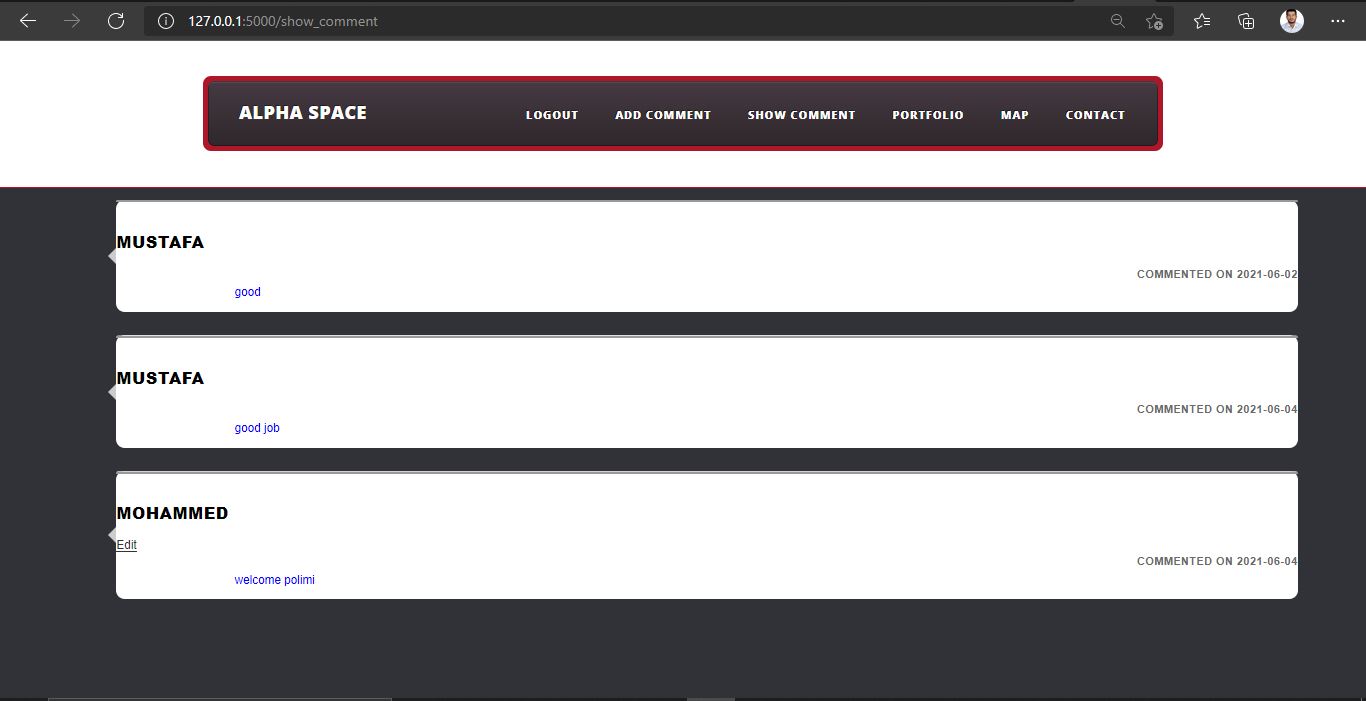 127.0.0.1:5000/show_comment
ALPHA SPACE
LOGOUT ADD COMMENT SHOW COMMENT PORTFOLIO MAP CONTACT
MUSTAFA
COMMENTED ON 2021-06-02
good
MUSTAFA
COMMENTED ON 2021-06-04
good job
MOHAMMED
Edit
COMMENTED ON 2021-06-04
welcome polimi